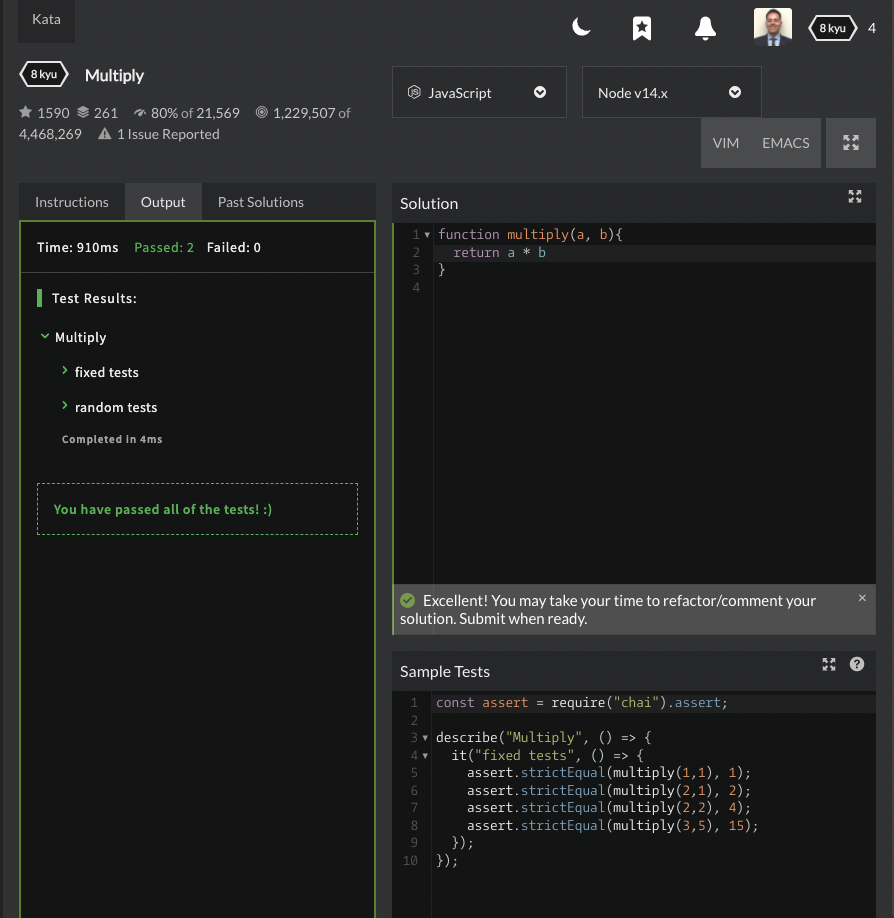 Kata
8 kyu
4
8 kyu Multiply
1590 261 80% of 21,569 1,229,507 of
4,468,269 1 Issue Reported
JavaScript
Node v14.x
VIM EMACS
Instructions Output Past Solutions
Time: 910ms Passed: 2 Failed: 0
Test Results:
Multiply
fixed tests
random tests
Completed in 4ms
You have passed all of the tests! :)
Solution
1 function multiply(a, b){
2 return a * b
3 }
4
Excellent! You may take your time to refactor/comment your
solution. Submit when ready.
×
Sample Tests
?
1 const assert = require("chai").assert;
2
3 describe("Multiply", () => {
4 it("fixed tests", () => {
5 assert.strictEqual(multiply(1,1), 1);
6 assert.strictEqual(multiply(2,1), 2);
7 assert.strictEqual(multiply(2,2), 4);
8 assert.strictEqual(multiply(3,5), 15);
9 });
10 });